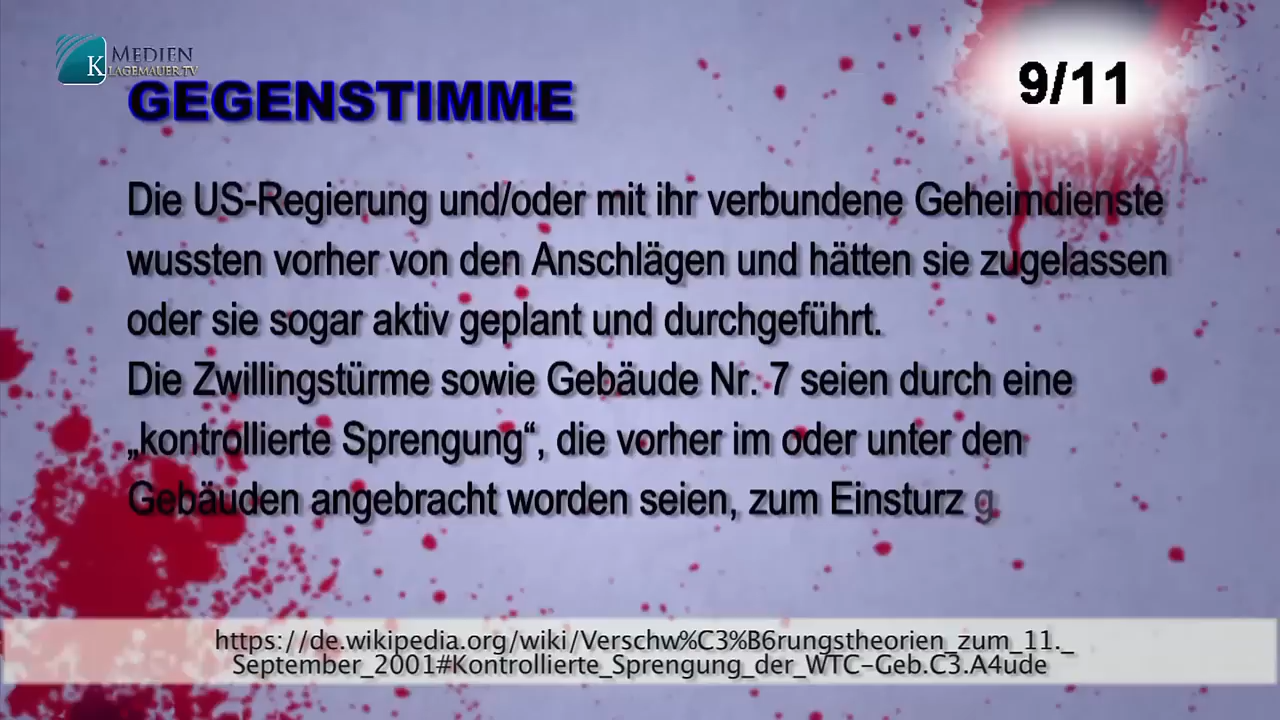 MEDIEN
KLAGEMAUER.TV
GEGENSTIMME
9/11
Die US-Regierung und/oder mit ihr verbundene Geheimdienste
wussten vorher von den Anschlägen und hätten sie zugelassen
oder sie sogar aktiv geplant und durchgeführt.
Die Zwillingstürme sowie Gebäude Nr. 7 seien durch eine
„kontrollierte Sprengung“, die vorher im oder unter den
Gebäuden angebracht worden seien, zum Einsturz g
https://de.wikipedia.org/wiki/Verschw%C3%B6rungstheorien_zum_11._
September_2001#Kontrollierte_Sprengung_der_WTC-Geb.C3.A4ude